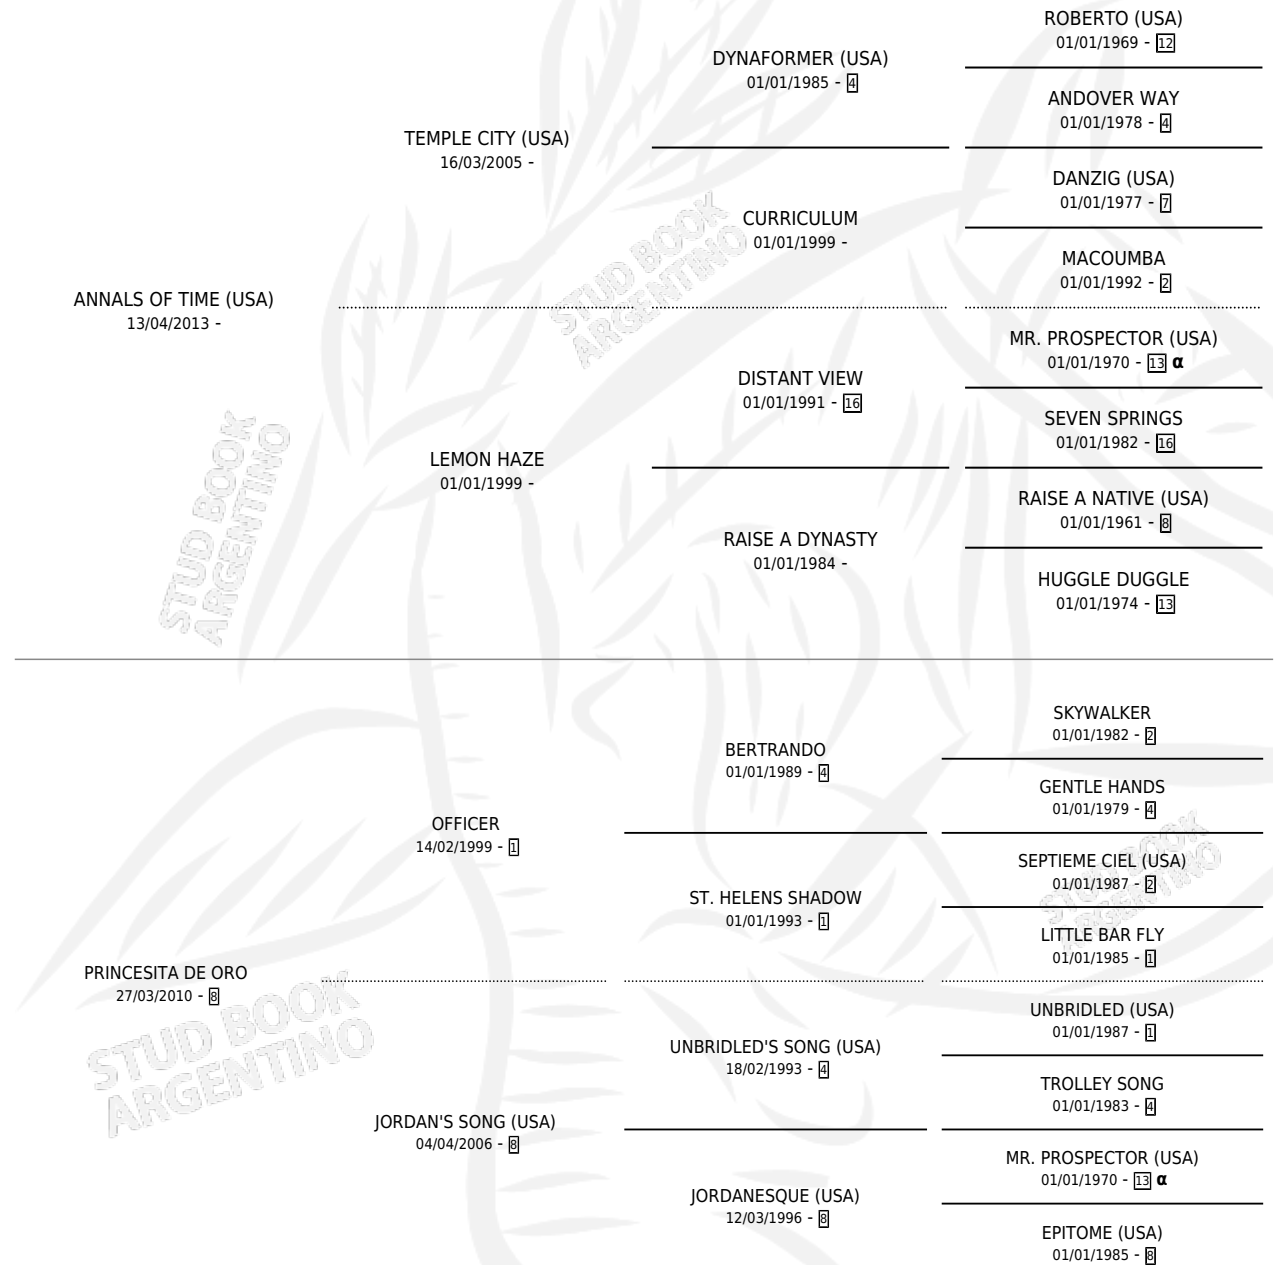 ROBERTO (USA)
01/01/1969 - 12
DYNAFORMER (USA)
01/01/1985 - 4
ANDOVER WAY
01/01/1978 - 4
TEMPLE CITY (USA)
16/03/2005 -
DANZIG (USA)
01/01/1977 - 7
CURRICULUM
01/01/1999 -
MACOUMBA
01/01/1992 - 2
ANNALS OF TIME (USA)
13/04/2013 -
MR. PROSPECTOR (USA)
01/01/1970 - 13 α
DISTANT VIEW
01/01/1991 - 16
SEVEN SPRINGS
01/01/1982 - 16
LEMON HAZE
01/01/1999 -
RAISE A NATIVE (USA)
01/01/1961 - 8
RAISE A DYNASTY
01/01/1984 -
HUGGLE DUGGLE
01/01/1974 - 13
SKYWALKER
01/01/1982 - 2
BERTRANDO
01/01/1989 - 4
GENTLE HANDS
01/01/1979 - 4
OFFICER
14/02/1999 - 1
SEPTIEME CIEL (USA)
01/01/1987 - 2
ST. HELENS SHADOW
01/01/1993 - 1
LITTLE BAR FLY
01/01/1985 - 1
PRINCESITA DE ORO
27/03/2010 - 8
UNBRIDLED (USA)
01/01/1987 - 1
UNBRIDLED'S SONG (USA)
18/02/1993 - 4
TROLLEY SONG
01/01/1983 - 4
JORDAN'S SONG (USA)
04/04/2006 - 8
MR. PROSPECTOR (USA)
01/01/1970 - 13 α
JORDANESQUE (USA)
12/03/1996 - 8
EPITOME (USA)
01/01/1985 - 8
STUD BOOK
ARGENTINO
STUD BOOK
ARGENTINO
STUD BOOK
ARGENTINO
STUD BOOK
ARGENTINO